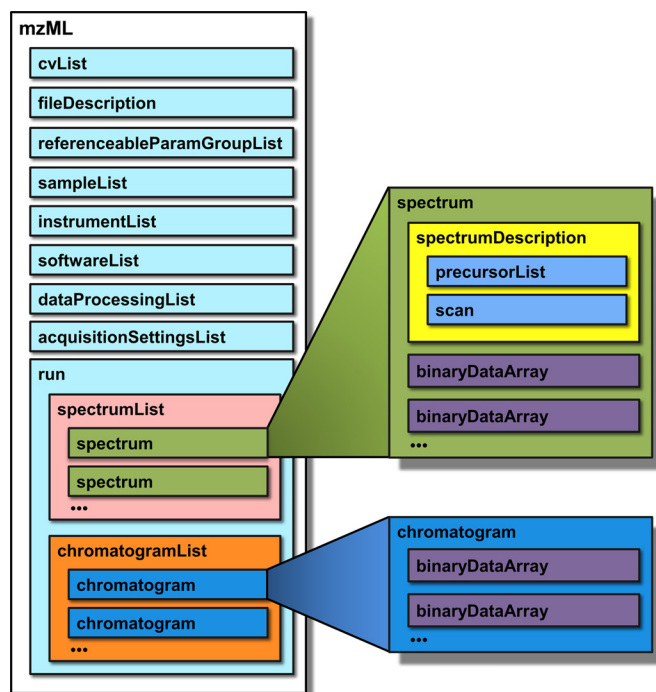 mzML
cvList
fileDescription
referenceableParamGroupList
sampleList
instrumentList
softwareList
dataProcessingList
acquisitionSettingsList
run
spectrumList
spectrum
spectrum
...
chromatogramList
chromatogram
chromatogram
...
spectrum
spectrumDescription
precursorList
scan
binaryDataArray
binaryDataArray
...
chromatogram
binaryDataArray
binaryDataArray
...